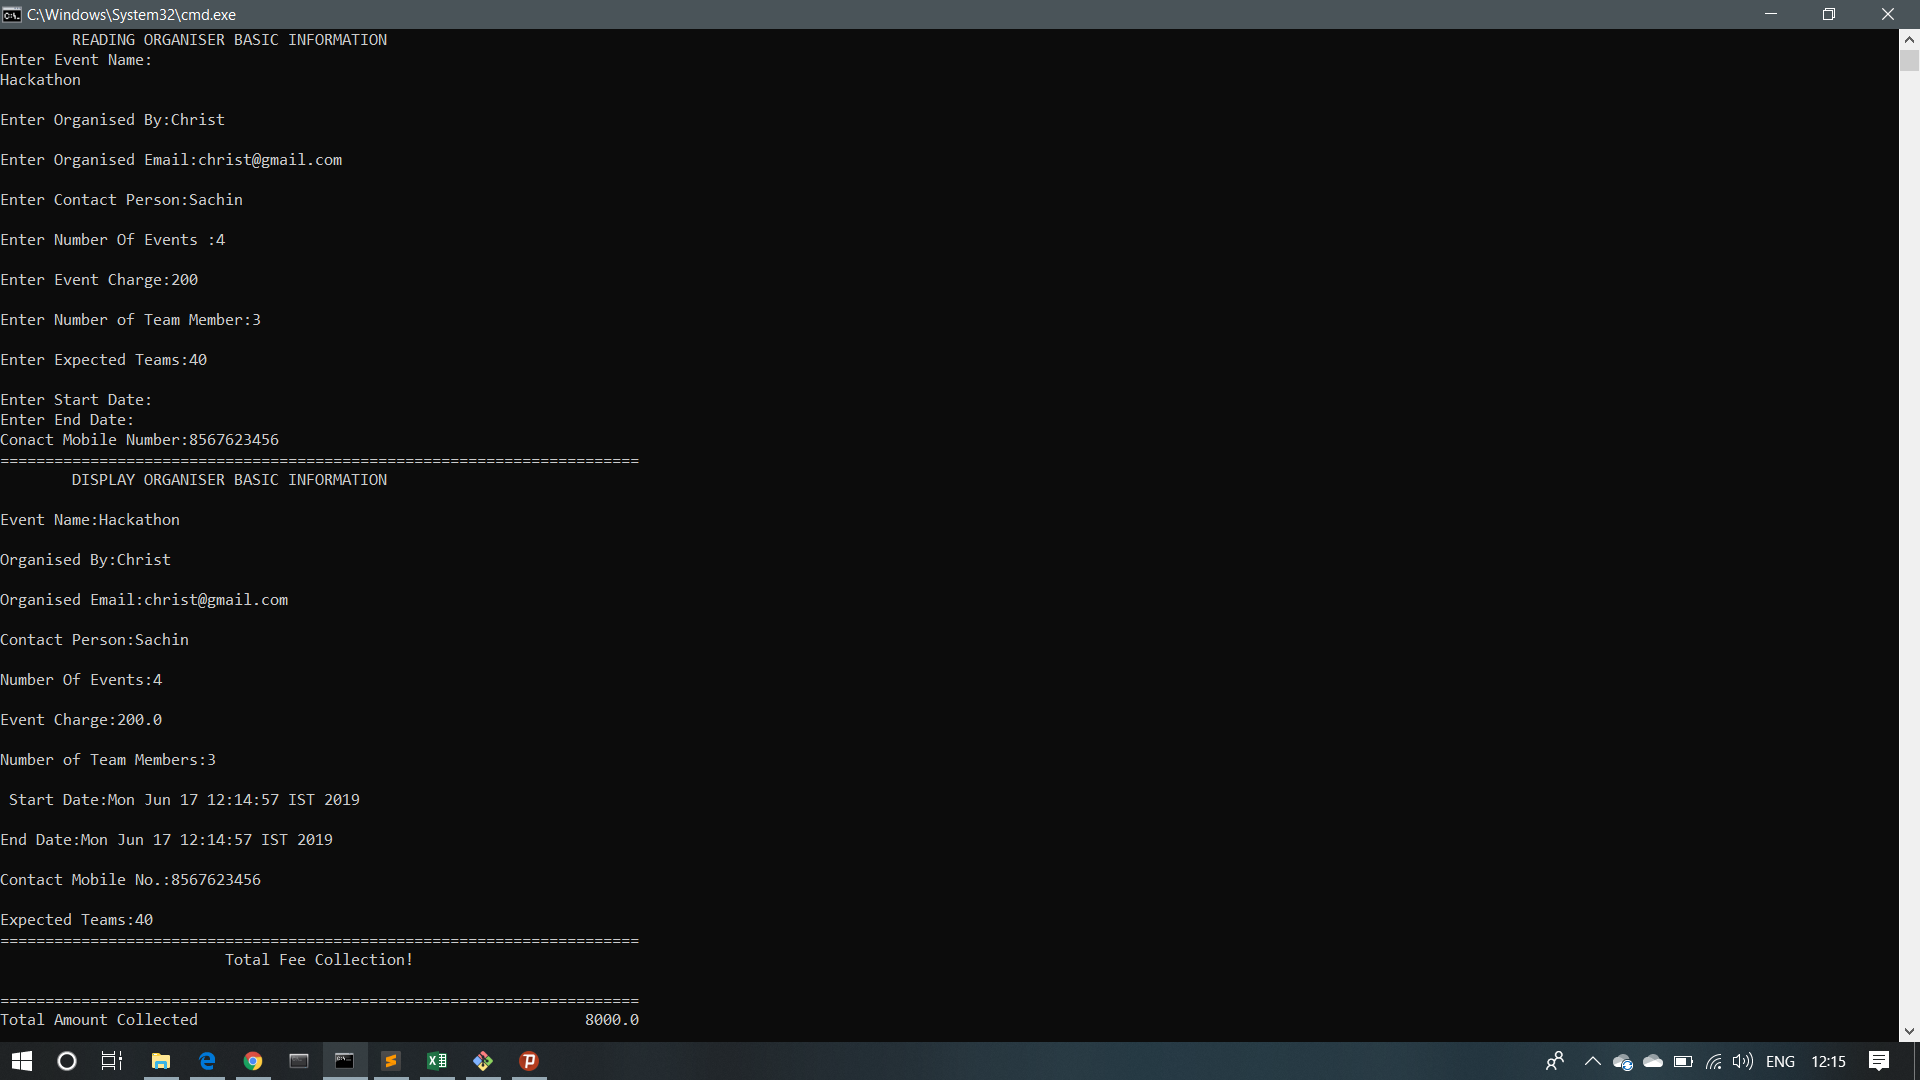 C:\Windows\System32\cmd.exe
READING ORGANISER BASIC INFORMATION
Enter Event Name:
Hackathon
Enter Organised By:Christ
Enter Organised Email:christ@gmail.com
Enter Contact Person:Sachin
Enter Number Of Events :4
Enter Event Charge:200
Enter Number of Team Member:3
Enter Expected Teams:40
Enter Start Date:
Enter End Date:
Conact Mobile Number:8567623456
=======================================================================
DISPLAY ORGANISER BASIC INFORMATION
Event Name:Hackathon
Organised By:Christ
Organised Email:christ@gmail.com
Contact Person:Sachin
Number Of Events:4
Event Charge:200.0
Number of Team Members:3
Start Date:Mon Jun 17 12:14:57 IST 2019
End Date:Mon Jun 17 12:14:57 IST 2019
Contact Mobile No.:8567623456
Expected Teams:40
=======================================================================
Total Fee Collection!
=======================================================================
Total Amount Collected 8000.0
ENG 12:15